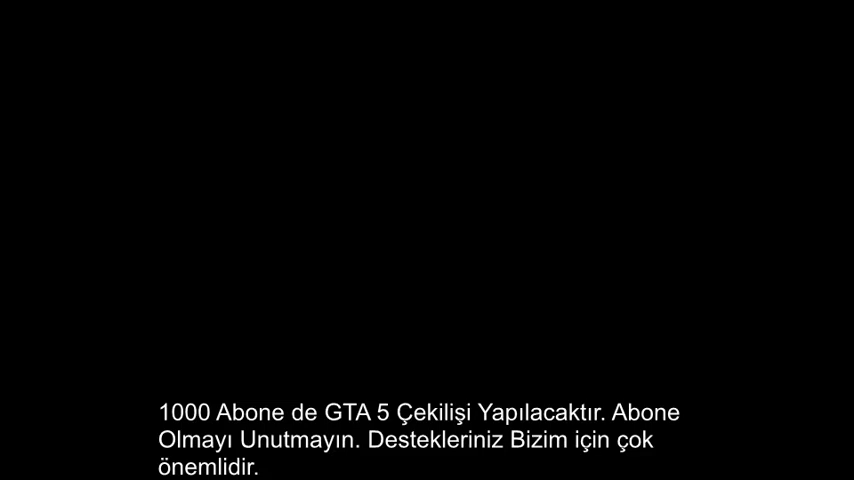 1000 Abone de GTA 5 Çekilişi Yapılacaktır. Abone
Olmayı Unutmayın. Destekleriniz Bizim için çok
önemlidir.